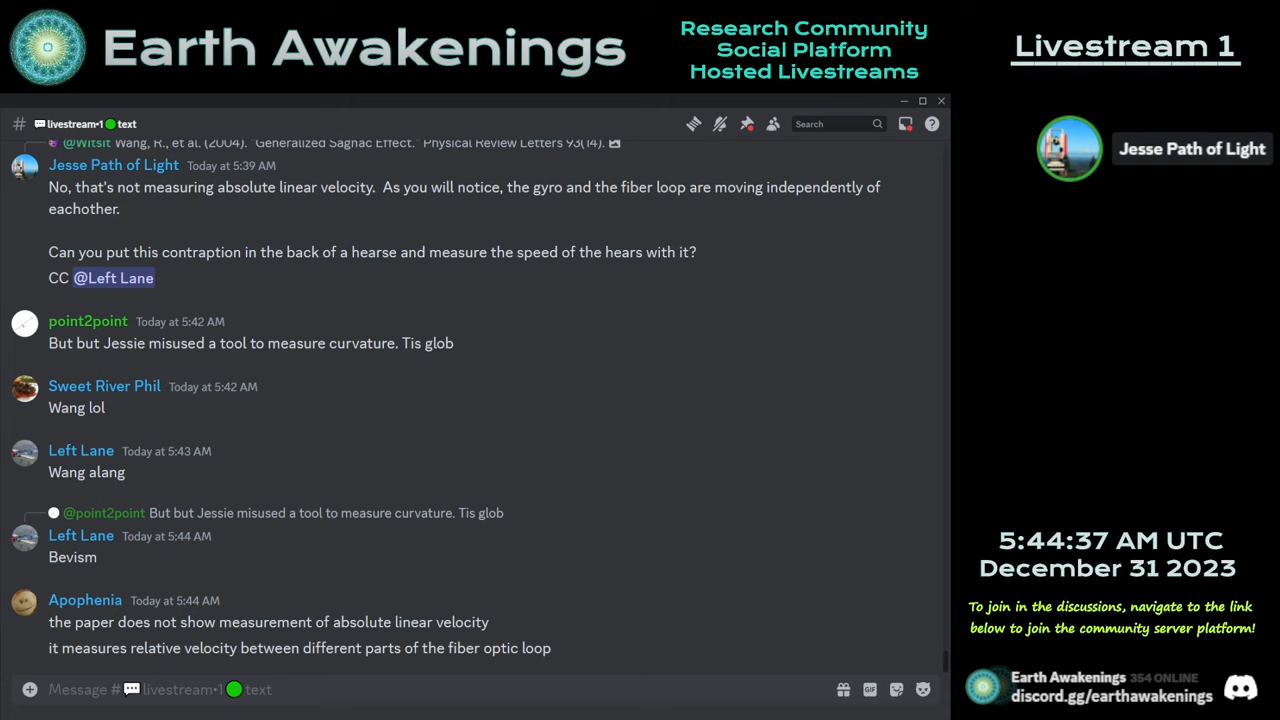 Earth Awakenings
Research Community
Social Platform
Hosted Livestreams
Livestream 1
# livestream•1 text
Search
@Witsit Wang, R., et al. (2004). "Generalized Sagnac Effect." Physical Review Letters 93(14).
Jesse Path of Light Today at 5:39 AM
No, that's not measuring absolute linear velocity. As you will notice, the gyro and the fiber loop are moving independently of
eachother.
Can you put this contraption in the back of a hearse and measure the speed of the hears with it?
CC @Left Lane
point2point Today at 5:42 AM
But but Jessie misused a tool to measure curvature. Tis glob
Sweet River Phil Today at 5:42 AM
Wang lol
Left Lane Today at 5:43 AM
Wang alang
@point2point But but Jessie misused a tool to measure curvature. Tis glob
Left Lane Today at 5:44 AM
Bevism
Apophenia Today at 5:44 AM
the paper does not show measurement of absolute linear velocity
it measures relative velocity between different parts of the fiber optic loop
Message # livestream•1 text
GIF
Jesse Path of Light
5:44:37 AM UTC
December 31 2023
To join in the discussions, navigate to the link
below to join the community server platform!
Earth Awakenings 354 ONLINE
discord.gg/earthawakenings